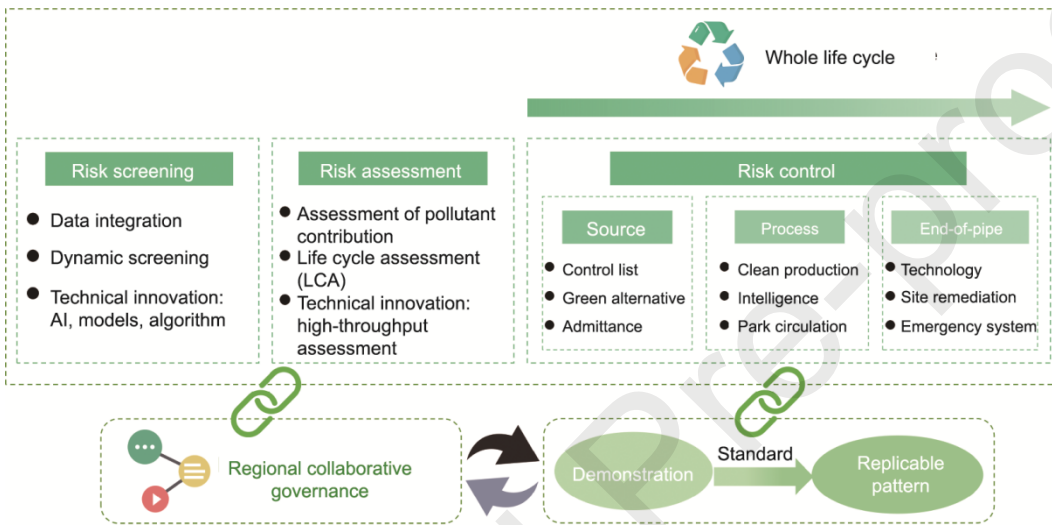 Whole life cycle
Risk screening
Data integration
Dynamic screening
Technical innovation:
AI, models, algorithm
Risk assessment
Assessment of pollutant
contribution
Life cycle assessment
(LCA)
Technical innovation:
high-throughput
assessment
Risk control
Source
Control list
Green alternative
Admittance
Process
Clean production
Intelligence
Park circulation
End-of-pipe
Technology
Site remediation
Emergency system
Regional collaborative
governance
Demonstration
Standard
Replicable
pattern
Pre-pro